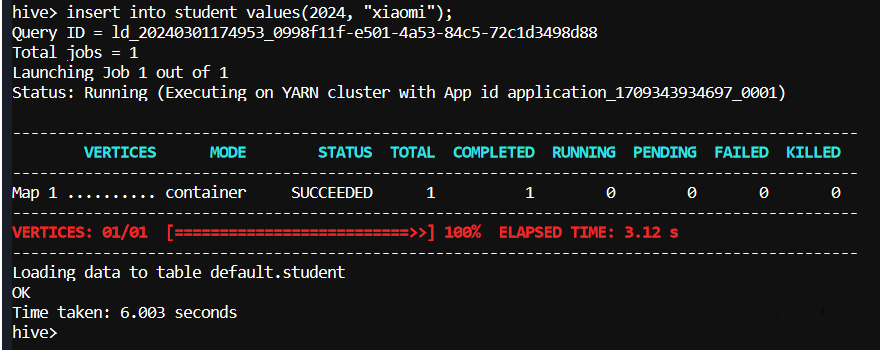 hive> insert into student values(2024, "xiaomi");
Query ID = ld_20240301174953_0998f11f-e501-4a53-84c5-72c1d3498d88
Total jobs = 1
Launching Job 1 out of 1
Status: Running (Executing on YARN cluster with App id application_1709343934697_0001)
----------------------------------------------------------------------------------------------
VERTICES MODE STATUS TOTAL COMPLETED RUNNING PENDING FAILED KILLED
----------------------------------------------------------------------------------------------
Map 1 .......... container SUCCEEDED 1 1 0 0 0 0
----------------------------------------------------------------------------------------------
VERTICES: 01/01 [==========================>>] 100% ELAPSED TIME: 3.12 s
----------------------------------------------------------------------------------------------
Loading data to table default.student
OK
Time taken: 6.003 seconds
hive>